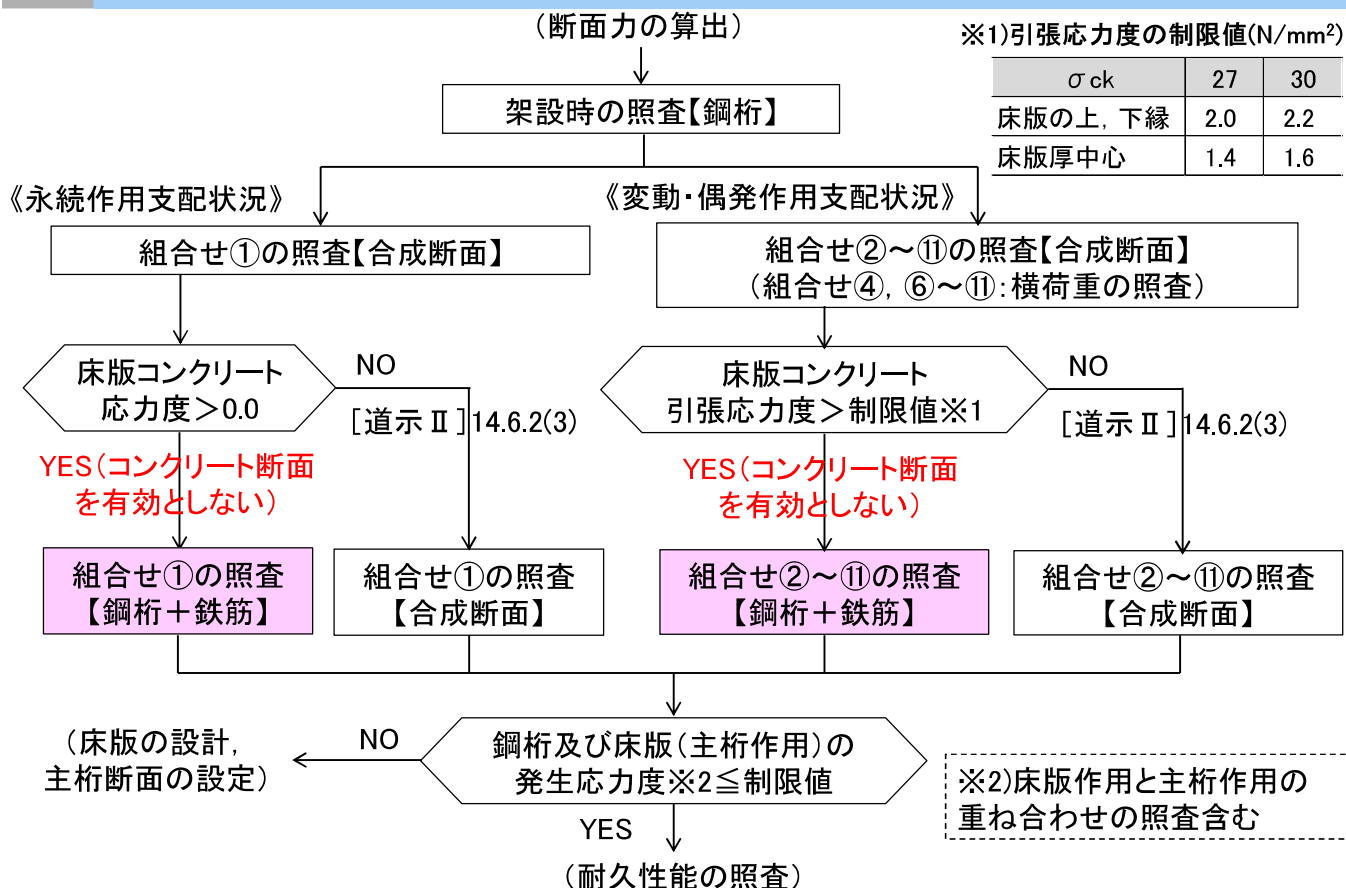 (断面力の算出)
※1)引張応力度の制限値(N/mm²)
σck 27 30
床版の上, 下縁 2.0 2.2
床版厚中心 1.4 1.6
架設時の照査【鋼桁】
《永続作用支配状況》
《変動・偶発作用支配状況》
組合せ①の照査【合成断面】
組合せ②～⑪の照査【合成断面】
(組合せ④, ⑥～⑪:横荷重の照査)
床版コンクリート
応力度>0.0
NO
[道示Ⅱ]14.6.2(3)
床版コンクリート
引張応力度>制限値※1
NO
[道示Ⅱ]14.6.2(3)
YES(コンクリート断面
を有効としない)
YES(コンクリート断面
を有効としない)
組合せ①の照査
【鋼桁+鉄筋】
組合せ①の照査
【合成断面】
組合せ②～⑪の照査
【鋼桁+鉄筋】
組合せ②～⑪の照査
【合成断面】
(床版の設計,
主桁断面の設定)
NO
鋼桁及び床版(主桁作用)の
発生応力度※2≦制限値
※2)床版作用と主桁作用の
重ね合わせの照査含む
YES
(耐久性能の照査)